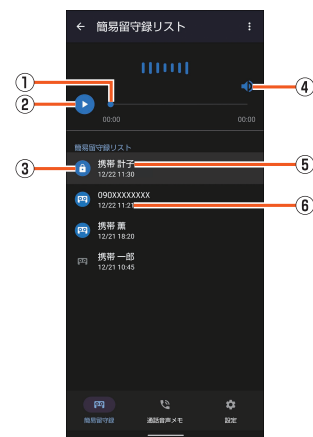 簡易留守録リスト
①
②
④
00:00
00:00
簡易留守録リスト
③
携帯 計子
12/22 11:30
⑤
090XXXXXXXX
12/22 11:21
⑥
携帯 薫
12/21 18:20
携帯 一郎
12/21 10:45
簡易留守録
通話音声メモ
設定